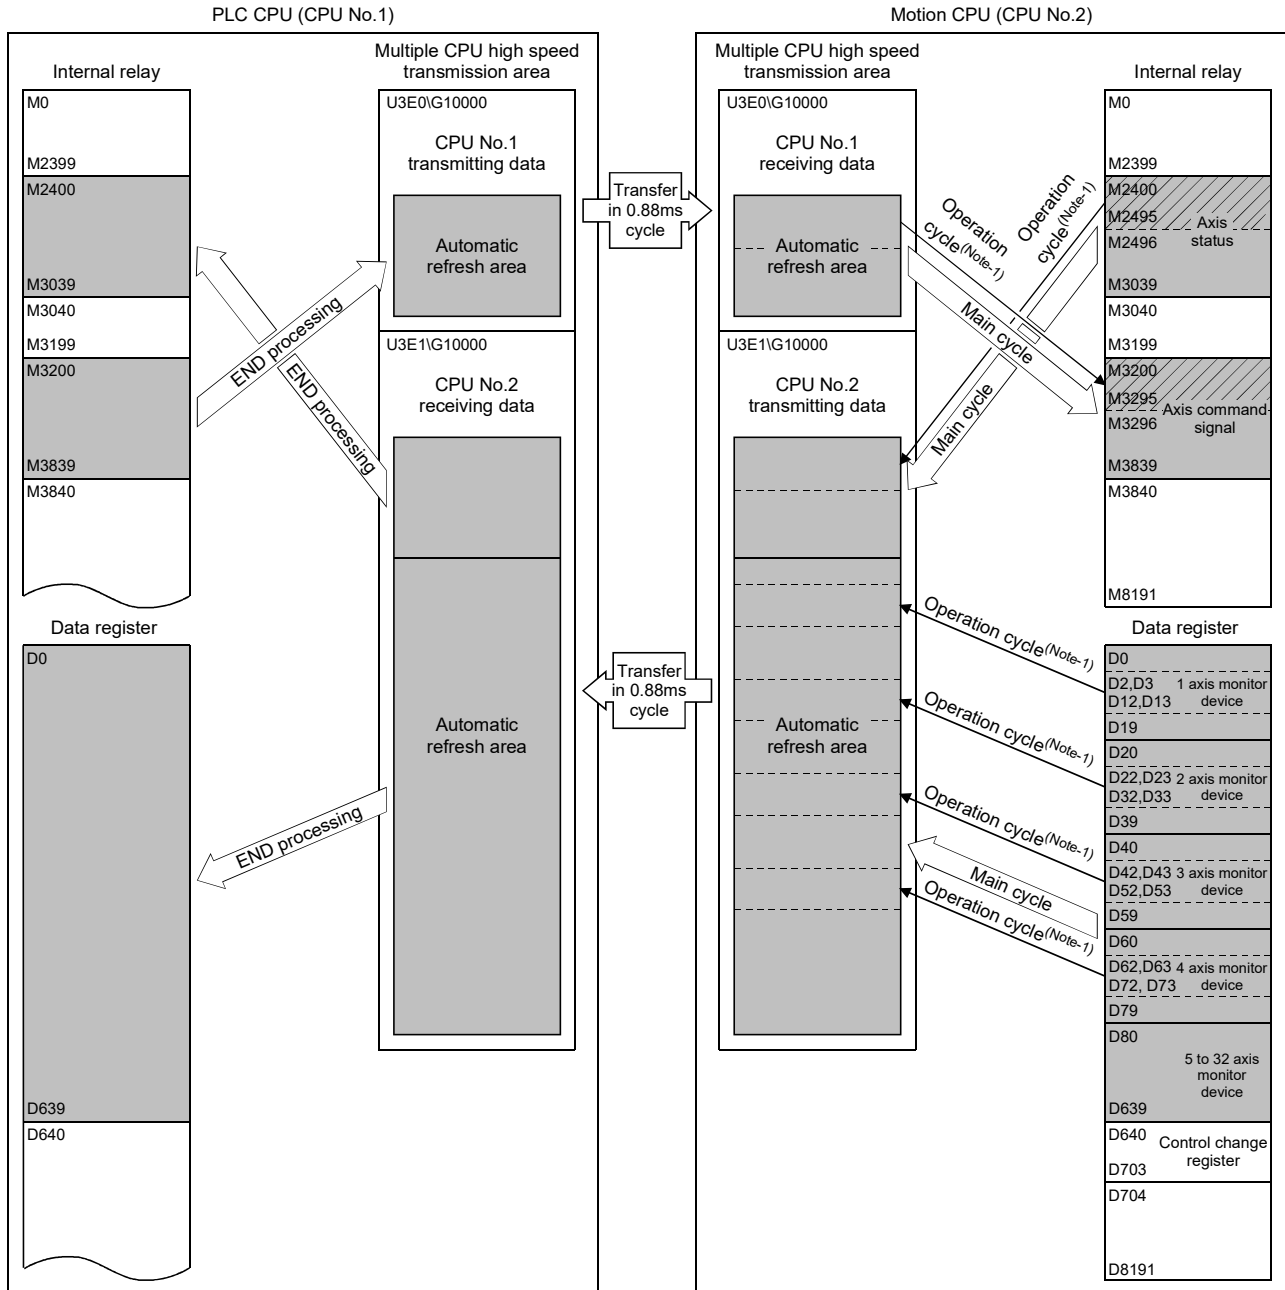 PLC CPU (CPU No.1)
Internal relay
M0
M2399
M2400
M3039
M3040
M3199
M3200
M3839
M3840
Data register
D0
D639
D640
Multiple CPU high speed
transmission area
U3E0\G10000
CPU No.1
transmitting data
Automatic
refresh area
U3E1\G10000
CPU No.2
receiving data
Automatic
refresh area
END processing
END processing
END processing
Transfer
in 0.88ms
cycle
Transfer
in 0.88ms
cycle
Motion CPU (CPU No.2)
Multiple CPU high speed
transmission area
U3E0\G10000
CPU No.1
receiving data
Automatic
refresh area
U3E1\G10000
CPU No.2
transmitting data
Automatic
refresh area
Operation
cycle(Note-1)
Operation
cycle(Note-1)
Main cycle
Main cycle
Operation cycle(Note-1)
Operation cycle(Note-1)
Operation cycle(Note-1)
Main cycle
Operation cycle(Note-1)
Internal relay
M0
M2399
M2400
M2495
Axis
status
M2496
M3039
M3040
M3199
M3200
M3295
Axis command
signal
M3296
M3839
M3840
M8191
Data register
D0
D2,D3
D12,D13
1 axis monitor
device
D19
D20
D22,D23
D32,D33
2 axis monitor
device
D39
D40
D42,D43
D52,D53
3 axis monitor
device
D59
D60
D62,D63
D72, D73
4 axis monitor
device
D79
D80
5 to 32 axis
monitor
device
D639
D640
Control change
register
D703
D704
D8191